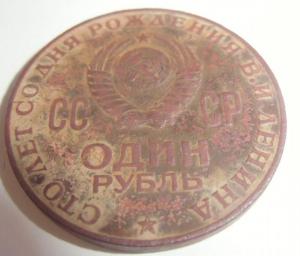 СТО ЛЕТ СО ДНЯ РОЖДЕНИЯ В.И.ЛЕНИНА
СС СР
ОДИН
РУБЛЬ